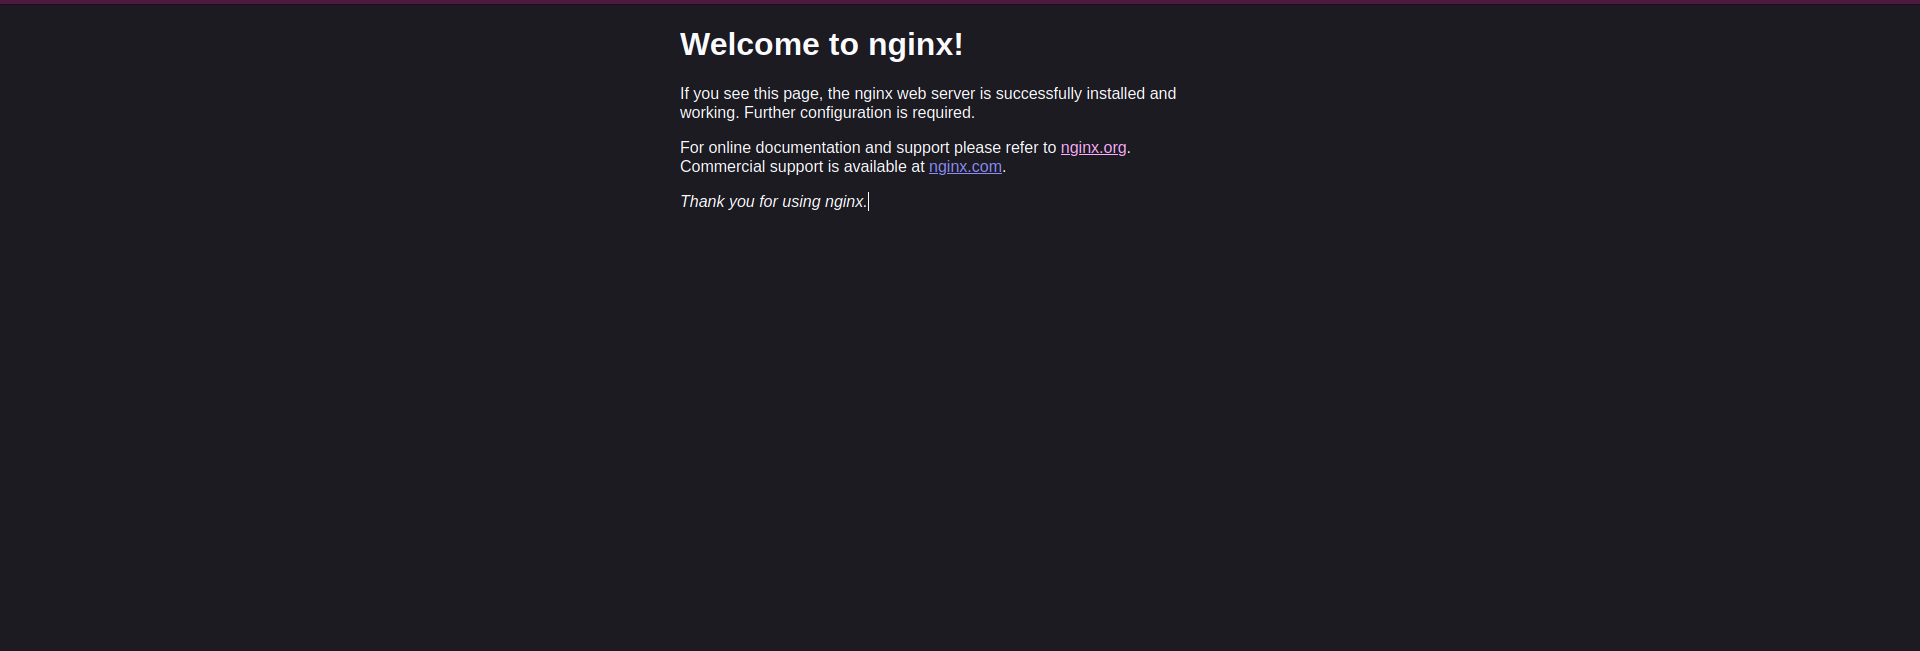 Welcome to nginx!
If you see this page, the nginx web server is successfully installed and
working. Further configuration is required.
For online documentation and support please refer to nginx.org.
Commercial support is available at nginx.com.
Thank you for using nginx.